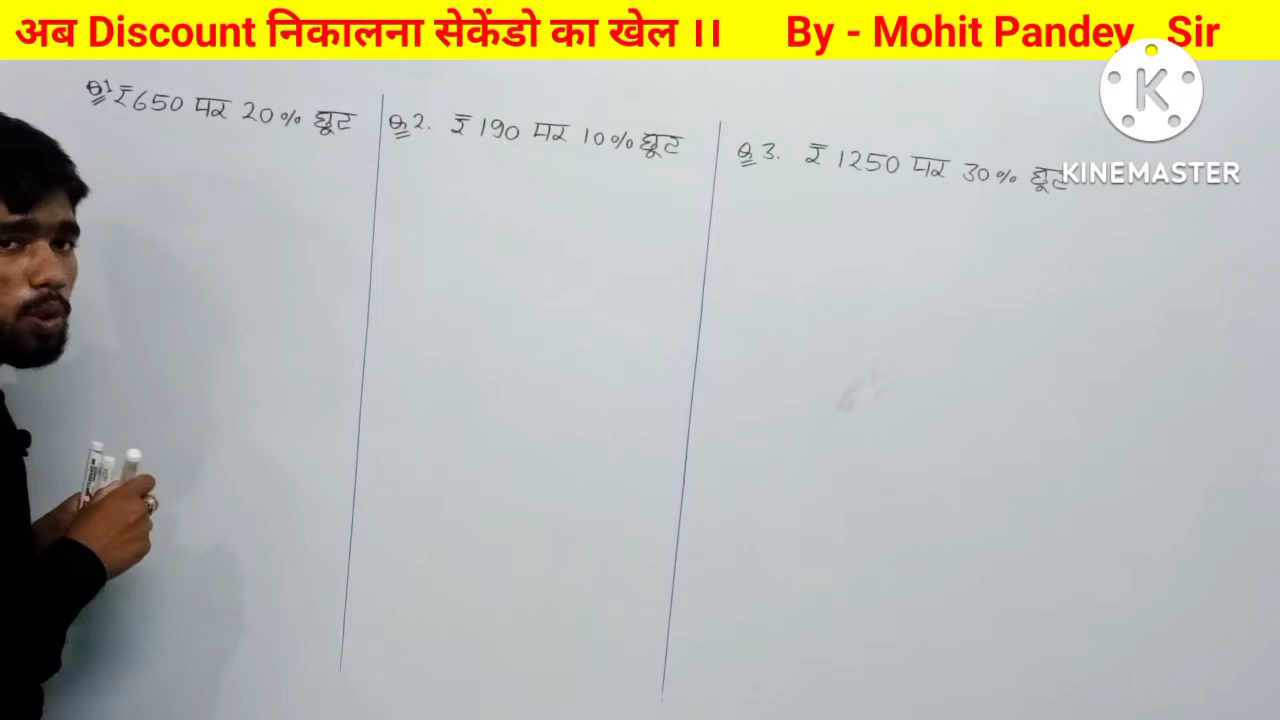 अब Discount निकालना सेकेंडो का खेल ।। By - Mohit Pandey Sir
Q1 ₹650 पर 20% छूट
Q2. ₹190 पर 10% छूट
Q3. ₹1250 पर 30% छूट
K
KINEMASTER